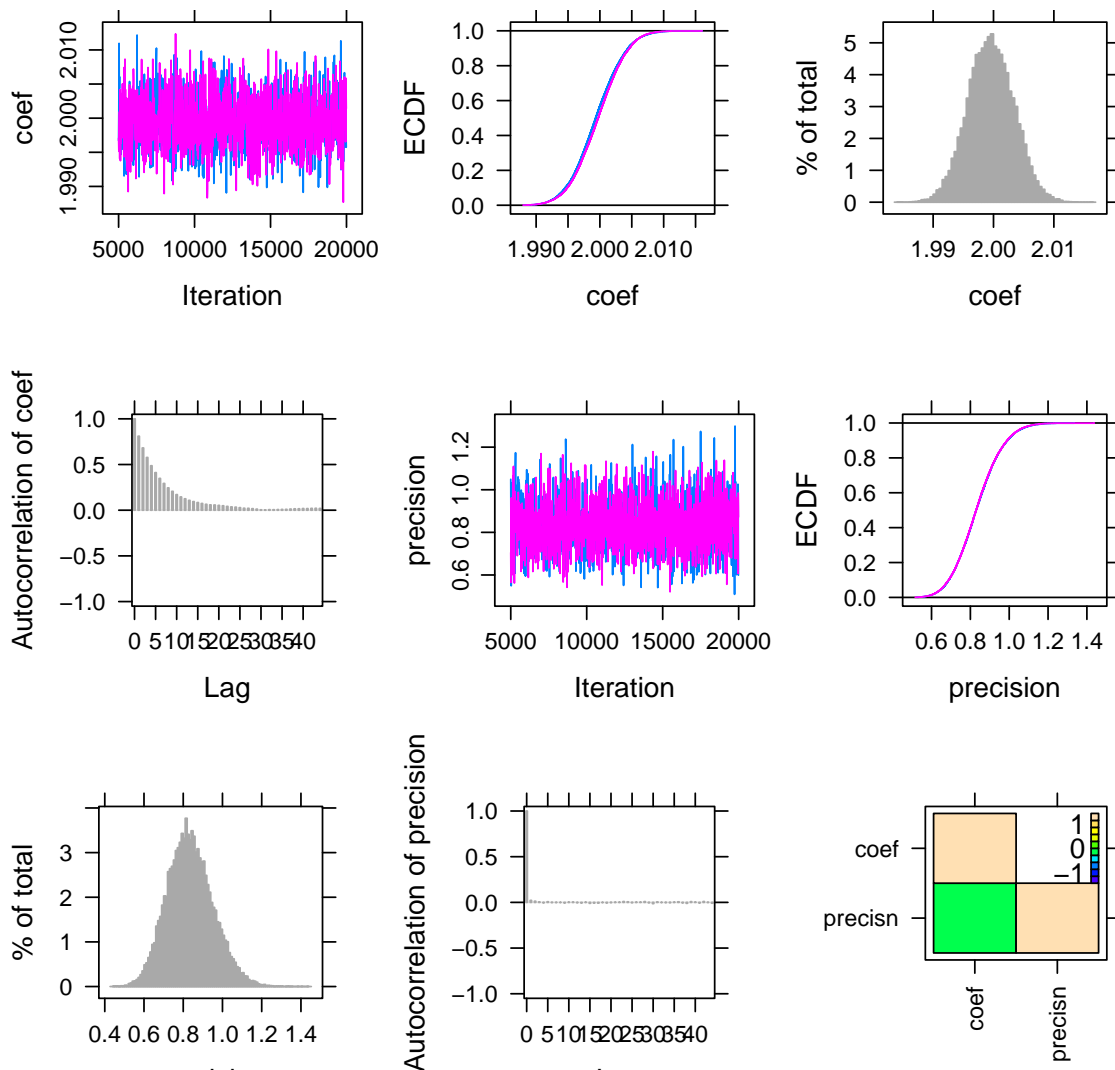 coef
1.990 2.000 2.010
5000 10000 15000 20000
Iteration
ECDF
0.0 0.2 0.4 0.6 0.8 1.0
1.990 2.000 2.010
coef
% of total
0 1 2 3 4 5
1.99 2.00 2.01
coef
Autocorrelation of coef
1.0
0.5
0.0
−0.5
−1.0
0 5 10 15 20 25 30 35 40
Lag
precision
0.6 0.8 1.0 1.2
5000 10000 15000 20000
Iteration
ECDF
0.0 0.2 0.4 0.6 0.8 1.0
0.6 0.8 1.0 1.2 1.4
precision
% of total
0 1 2 3
0.4 0.6 0.8 1.0 1.2 1.4
Autocorrelation of precision
1.0
0.5
0.0
−0.5
−1.0
0 5 10 15 20 25 30 35 40
coef
precisn
1
0
−1
coef
precisn